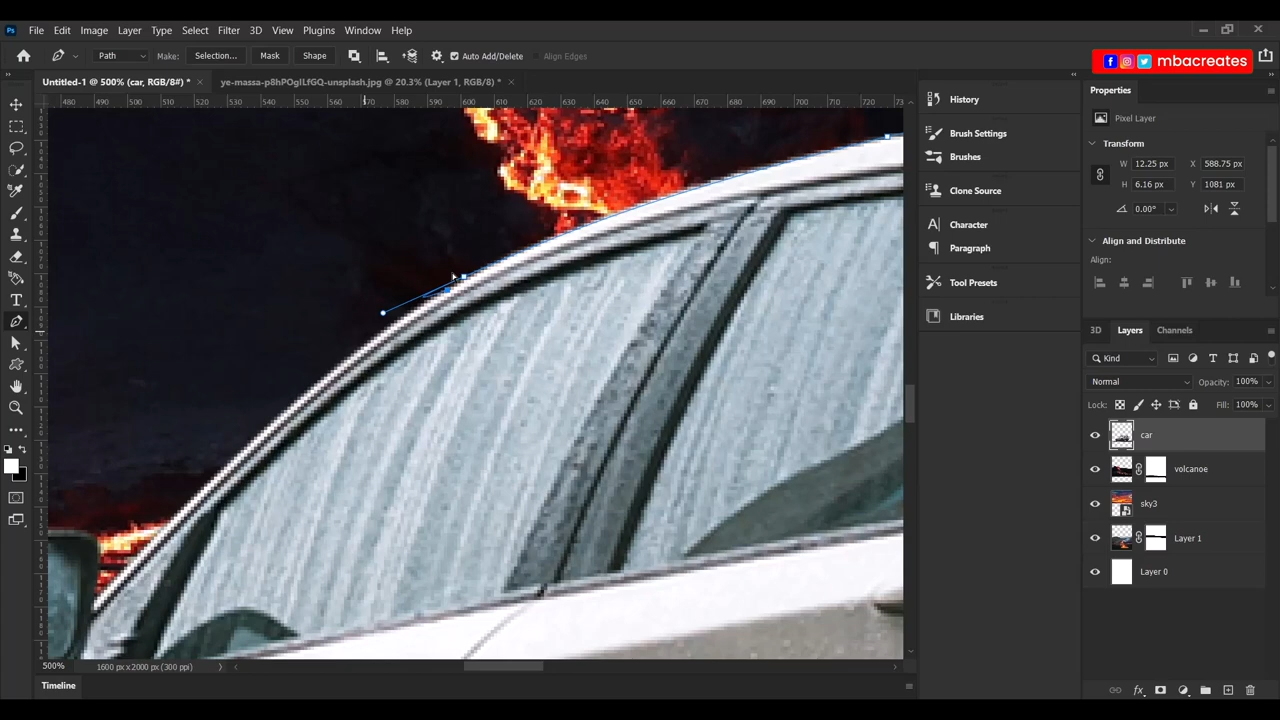 Ps File Edit Image Layer Type Select Filter 3D View Plugins Window Help
Path Make: Selection... Mask Shape Auto Add/Delete Align Edges
mbacreates
Untitled-1 @ 500% (car, RGB/8#) * × ye-massa-p8hPOgILfGQ-unsplash.jpg @ 20.3% (Layer 1, RGB/8) * ×
480 490 500 510 520 530 540 550 560 570 580 590 600 610 620 630 640 650 660 670 680 690 700 710 720 73
History
Brush Settings
Brushes
Clone Source
Character
Paragraph
Tool Presets
Libraries
Properties
Pixel Layer
Transform
W 12.25 px X 588.75 px
H 6.16 px Y 1081 px
0.00°
Align and Distribute
Align:
3D Layers Channels
Kind
Normal Opacity: 100%
Lock: Fill: 100%
car
volcanoe
sky3
Layer 1
Layer 0
500% 1600 px x 2000 px (300 ppi)
Timeline